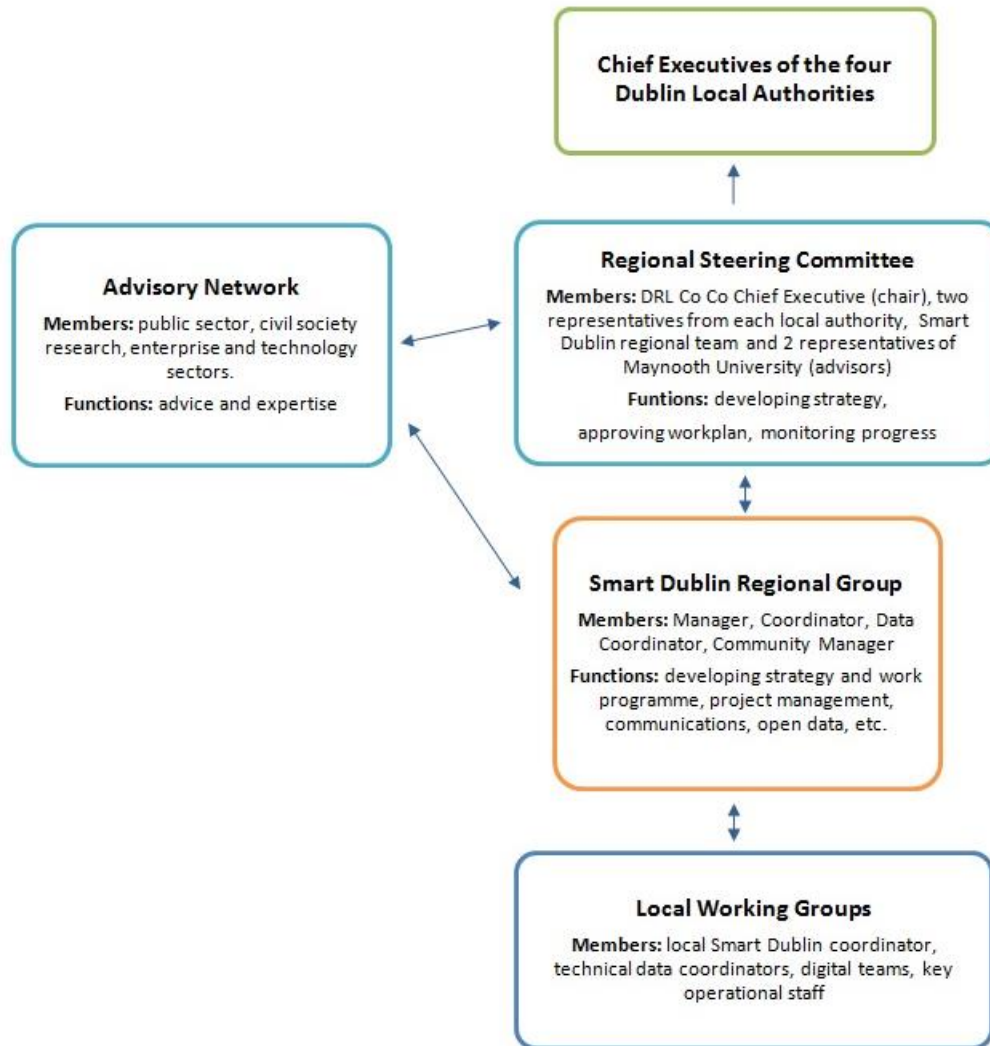 Chief Executives of the four
Dublin Local Authorities
Advisory Network
Members: public sector, civil society
research, enterprise and technology
sectors.
Functions: advice and expertise
Regional Steering Committee
Members: DRL Co Co Chief Executive (chair), two
representatives from each local authority, Smart
Dublin regional team and 2 representatives of
Maynooth University (advisors)
Funtions: developing strategy,
approving workplan, monitoring progress
Smart Dublin Regional Group
Members: Manager, Coordinator, Data
Coordinator, Community Manager
Functions: developing strategy and work
programme, project management,
communications, open data, etc.
Local Working Groups
Members: local Smart Dublin coordinator,
technical data coordinators, digital teams, key
operational staff